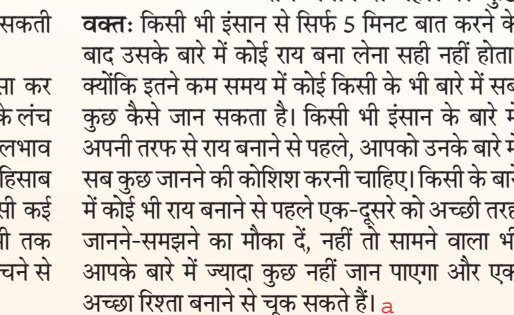 सकती
सा कर
के लंच
लभाव
हिसाब
सी कई
तक
चने से
वक्त: किसी भी इंसान से सिर्फ 5 मिनट बात करने के
बाद उसके बारे में कोई राय बना लेना सही नहीं होता
क्योंकि इतने कम समय में कोई किसी के भी बारे में सब
कुछ कैसे जान सकता है। किसी भी इंसान के बारे में
अपनी तरफ से राय बनाने से पहले, आपको उनके बारे में
सब कुछ जानने की कोशिश करनी चाहिए। किसी के बारे
में कोई भी राय बनाने से पहले एक-दूसरे को अच्छी तरह
जानने-समझने का मौका दें, नहीं तो सामने वाला भी
आपके बारे में ज्यादा कुछ नहीं जान पाएगा और एक
अच्छा रिश्ता बनाने से चूक सकते हैं। a